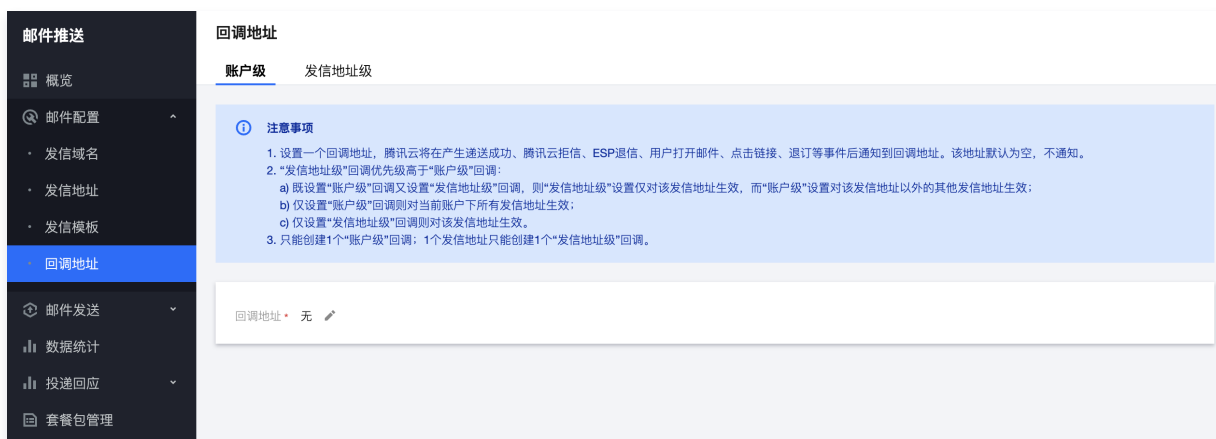 邮件推送
概览
邮件配置
发信域名
发信地址
发信模板
回调地址
邮件发送
数据统计
投递回应
套餐包管理
回调地址
账户级 发信地址级
注意事项
1. 设置一个回调地址，腾讯云将在产生递送成功、腾讯云拒信、ESP退信、用户打开邮件、点击链接、退订等事件后通知到回调地址。该地址默认为空，不通知。
2. “发信地址级”回调优先级高于“账户级”回调：
a) 既设置“账户级”回调又设置“发信地址级”回调，则“发信地址级”设置仅对该发信地址生效，而“账户级”设置对该发信地址以外的其他发信地址生效；
b) 仅设置“账户级”回调则对当前账户下所有发信地址生效；
c) 仅设置“发信地址级”回调则对该发信地址生效。
3. 只能创建1个“账户级”回调；1个发信地址只能创建1个“发信地址级”回调。
回调地址 * 无